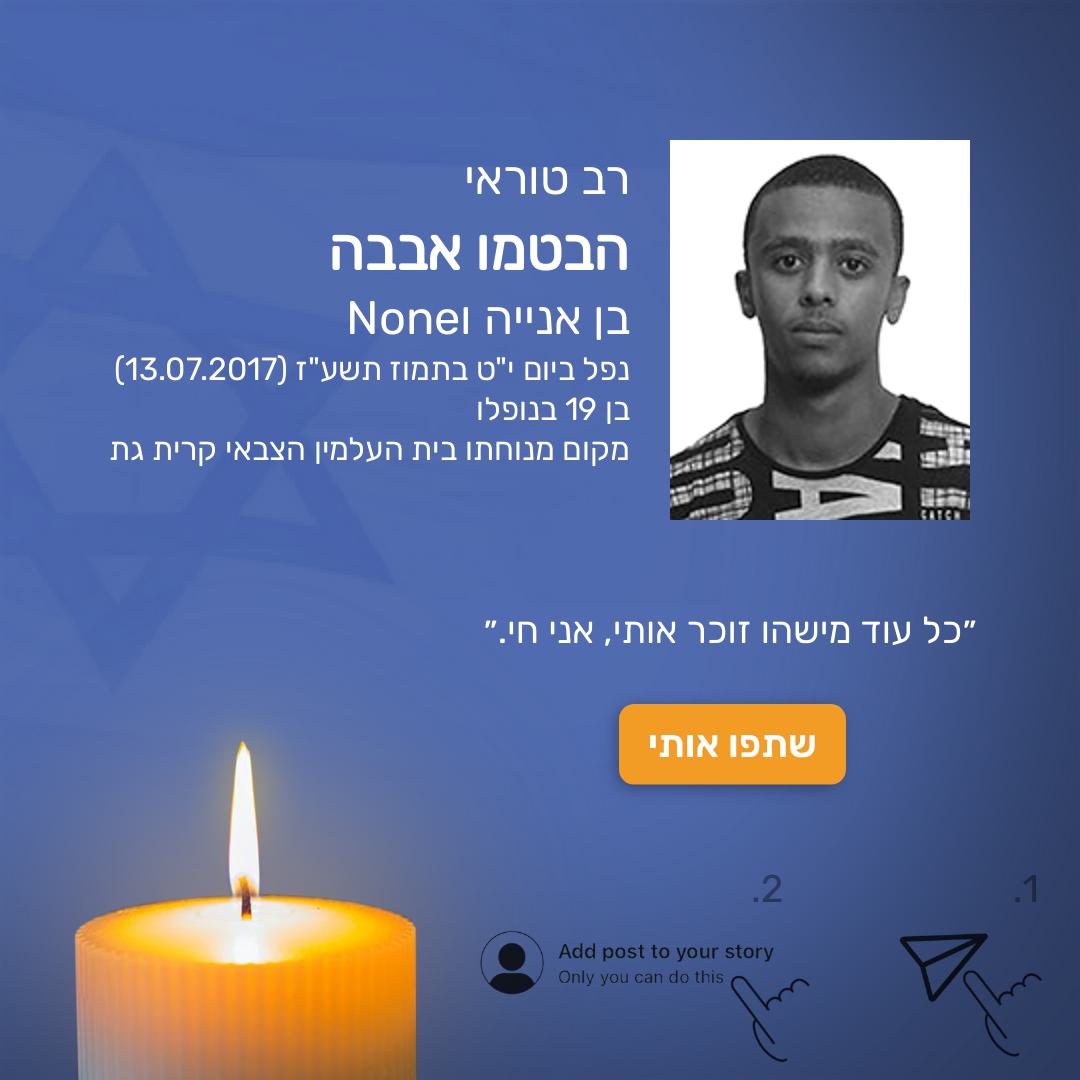 רב טוראי
הבטמו אבבה
בן אנייה וNone
נפל ביום י"ט בתמוז תשע"ז (13.07.2017)
בן 19 בנופלו
מקום מנוחתו בית העלמין הצבאי קרית גת
״כל עוד מישהו זוכר אותי, אני חי.״
שתפו אותי
1.
2.
Add post to your story
Only you can do this